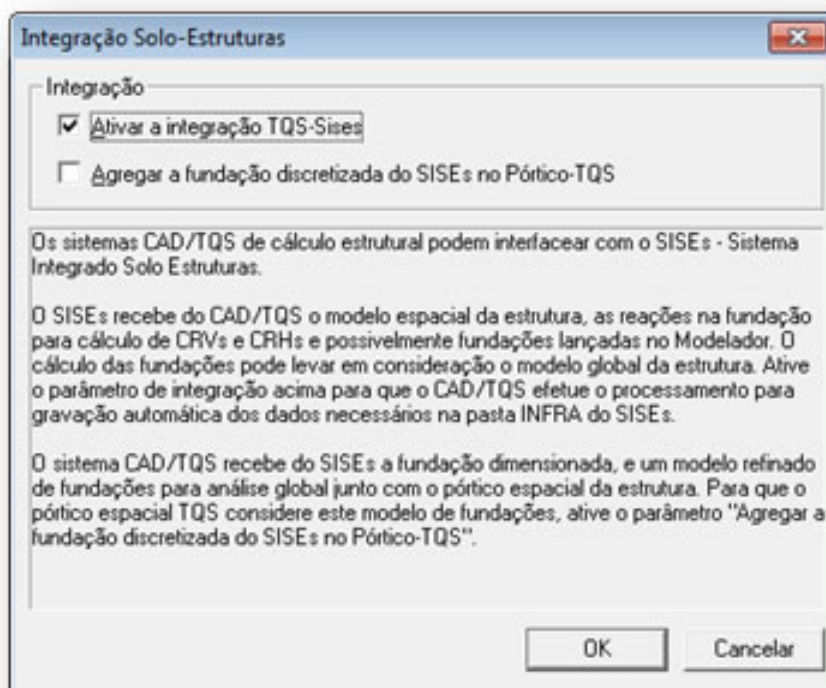 Integração Solo-Estruturas
Integração
Ativar a integração TQS-Sises
Agregar a fundação discretizada do SISEs no Pórtico-TQS
Os sistemas CAD/TQS de cálculo estrutural podem interfacear com o SISEs - Sistema
Integrado Solo Estruturas.
O SISEs recebe do CAD/TQS o modelo espacial da estrutura, as reações na fundação
para cálculo de CRVs e CRHs e possivelmente fundações lançadas no Modelador. O
cálculo das fundações pode levar em consideração o modelo global da estrutura. Ative
o parâmetro de integração acima para que o CAD/TQS efetue o processamento para
gravação automática dos dados necessários na pasta INFRA do SISEs.
O sistema CAD/TQS recebe do SISEs a fundação dimensionada, e um modelo refinado
de fundações para análise global junto com o pórtico espacial da estrutura. Para que o
pórtico espacial TQS considere este modelo de fundações, ative o parâmetro "Agregar a
fundação discretizada do SISEs no Pórtico-TQS".
OK
Cancelar